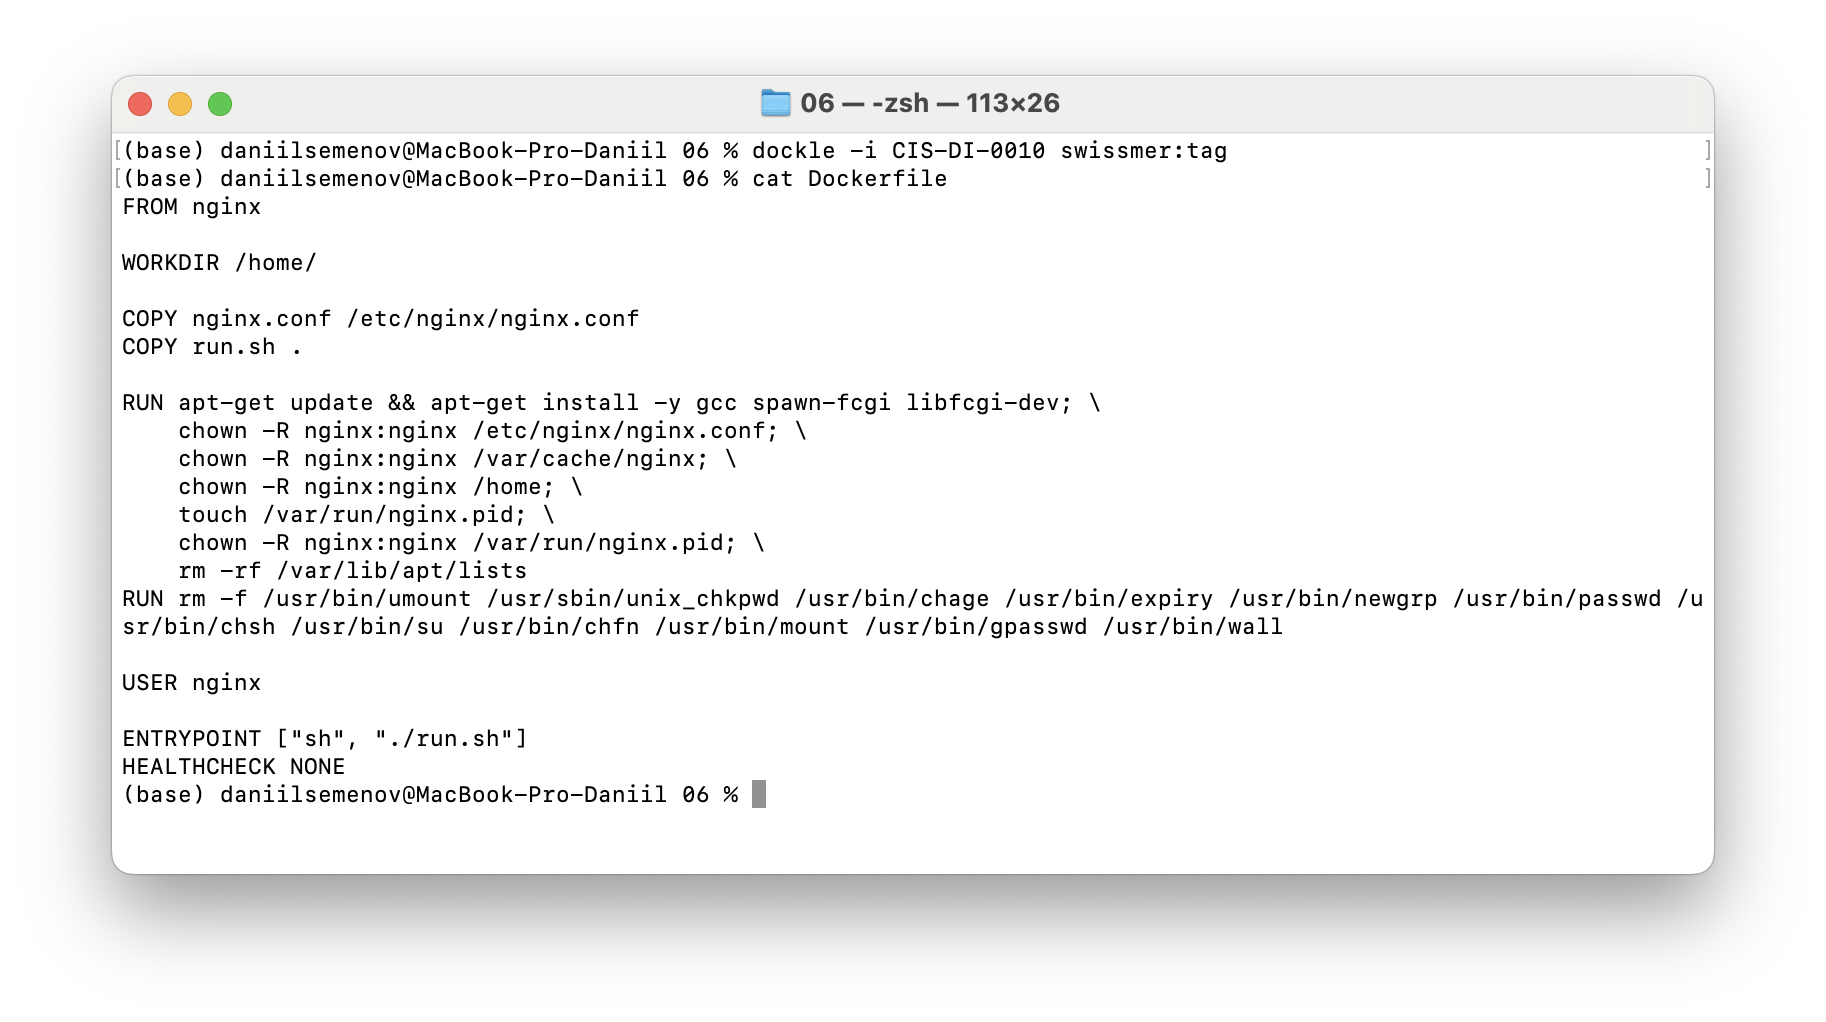 06 — -zsh — 113×26
[(base) daniilsemenov@MacBook-Pro-Daniil 06 % dockle -i CIS-DI-0010 swissmer:tag ]
[(base) daniilsemenov@MacBook-Pro-Daniil 06 % cat Dockerfile ]
FROM nginx
WORKDIR /home/
COPY nginx.conf /etc/nginx/nginx.conf
COPY run.sh .
RUN apt-get update && apt-get install -y gcc spawn-fcgi libfcgi-dev; \
    chown -R nginx:nginx /etc/nginx/nginx.conf; \
    chown -R nginx:nginx /var/cache/nginx; \
    chown -R nginx:nginx /home; \
    touch /var/run/nginx.pid; \
    chown -R nginx:nginx /var/run/nginx.pid; \
    rm -rf /var/lib/apt/lists
RUN rm -f /usr/bin/umount /usr/sbin/unix_chkpwd /usr/bin/chage /usr/bin/expiry /usr/bin/newgrp /usr/bin/passwd /u
sr/bin/chsh /usr/bin/su /usr/bin/chfn /usr/bin/mount /usr/bin/gpasswd /usr/bin/wall
USER nginx
ENTRYPOINT ["sh", "./run.sh"]
HEALTHCHECK NONE
(base) daniilsemenov@MacBook-Pro-Daniil 06 %